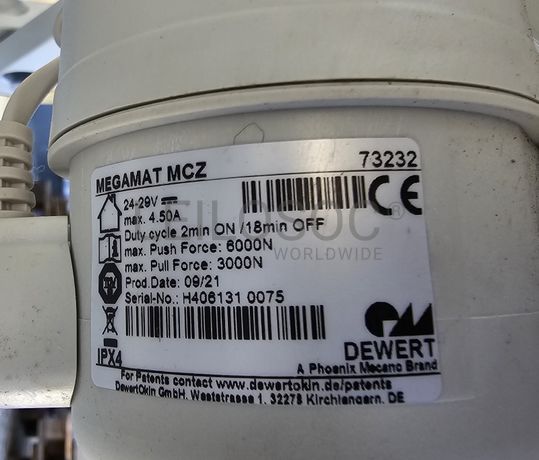 MEGAMAT MCZ 73232
24-29V
max. 4.50A
Duty cycle 2min ON /18min OFF
max. Push Force: 6000N
max. Pull Force: 3000N
Prod.Date: 09/21
Serial-No.: H406131 0075
CE
IPX4
DEWERT
A Phoenix Mecano Brand
For Patents contact www.dewertokin.de/patents
DewertOkin GmbH, Weststrasse 1, 32278 Kirchlengern, DE
FILOSOC®
WORLDWIDE